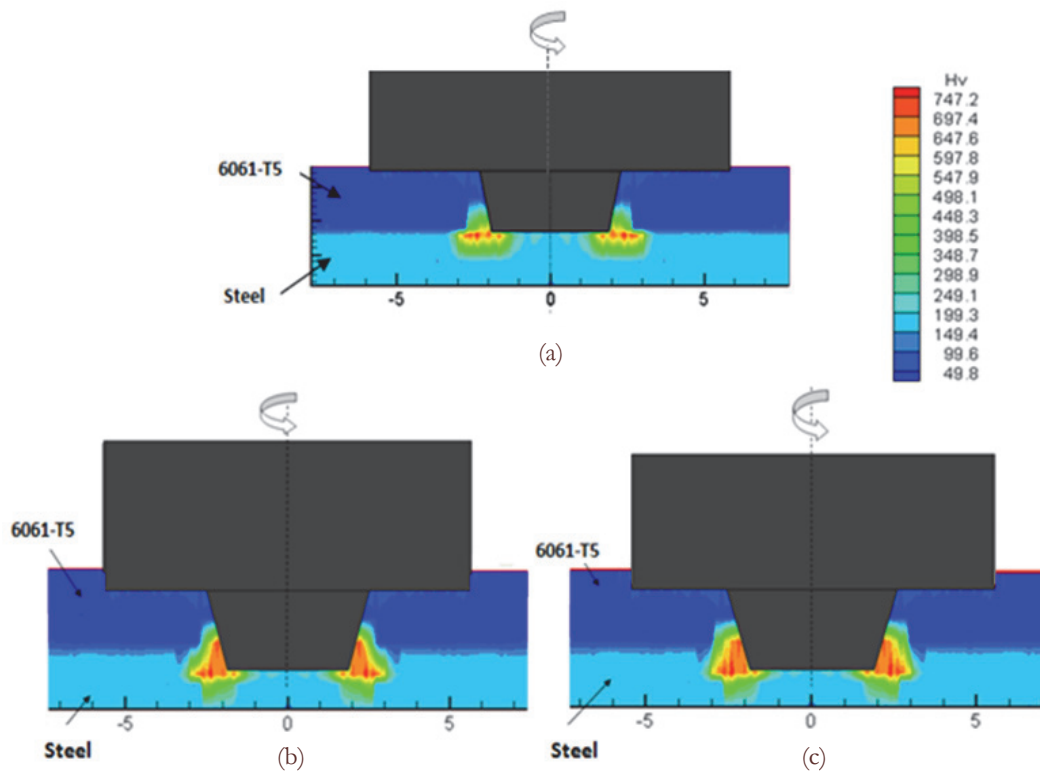 Hv
747.2
697.4
647.6
597.8
547.9
498.1
448.3
398.5
348.7
298.9
249.1
199.3
149.4
99.6
49.8
6061-T5
Steel
-5 0 5
(a)
6061-T5
Steel
-5 0 5
(b)
6061-T5
Steel
-5 0 5
(c)